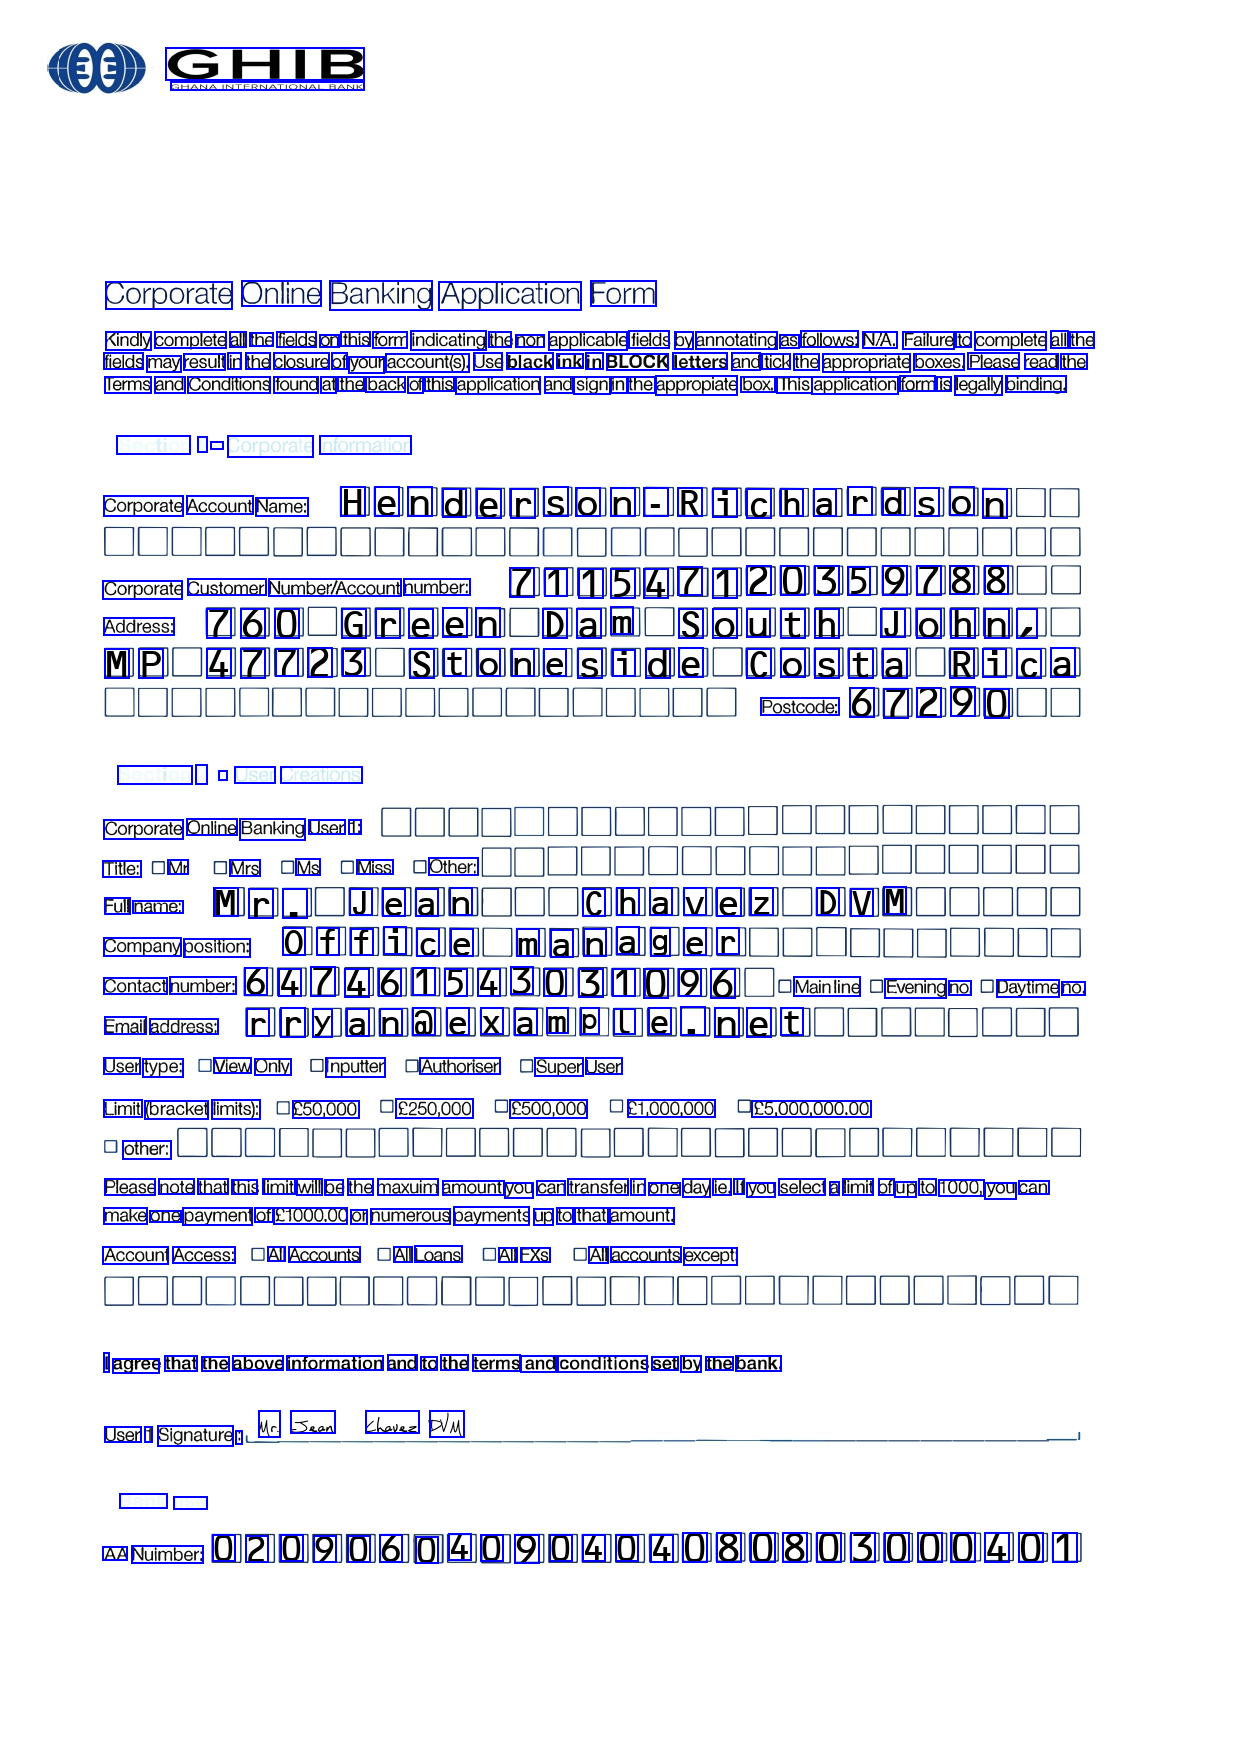 GHIB
GHANA INTERNATIONAL BANK
Corporate Online Banking Application Form
Kindly complete all the fields on this form indicating the non applicable fields by annotating as follows: N/A. Failure to complete all the
fields may result in the closure of your account(s). Use black ink in BLOCK letters and tick the appropriate boxes. Please read the
Terms and Conditions found at the back of this application and sign in the appropiate box. This application form is legally binding.
Section - Corporate Information
Corporate Account Name: Henderson-Richardson
Corporate Customer Number/Account number: 711547120359788
Address: 760 Green Dam South John,
MP 47723 Stoneside Costa Rica
Postcode: 67290
Section - User Creations
Corporate Online Banking User 1:
Title: Mr Mrs Ms Miss Other:
Full name: Mr. Jean Chavez DVM
Company position: Office manager
Contact number: 647461543031096 Main line Evening no. Daytime no.
Email address: rryan@example.net
User type: View Only Inputter Authoriser Super User
Limit (bracket limits): £50,000 £250,000 £500,000 £1,000,000 £5,000,000.00
other:
Please note that this limit will be the maxuim amount you can transfer in one day ie. If you select a limit of up to 1000, you can
make one payment of £1000.00 or numerous payments up to that amount.
Account Access: All Accounts All Loans All FXs All accounts except
I agree that the above information and to the terms and conditions set by the bank.
User 1 Signature : Mr. Jean Chavez DVM
AA Nuimber: 02090604090404080803000401